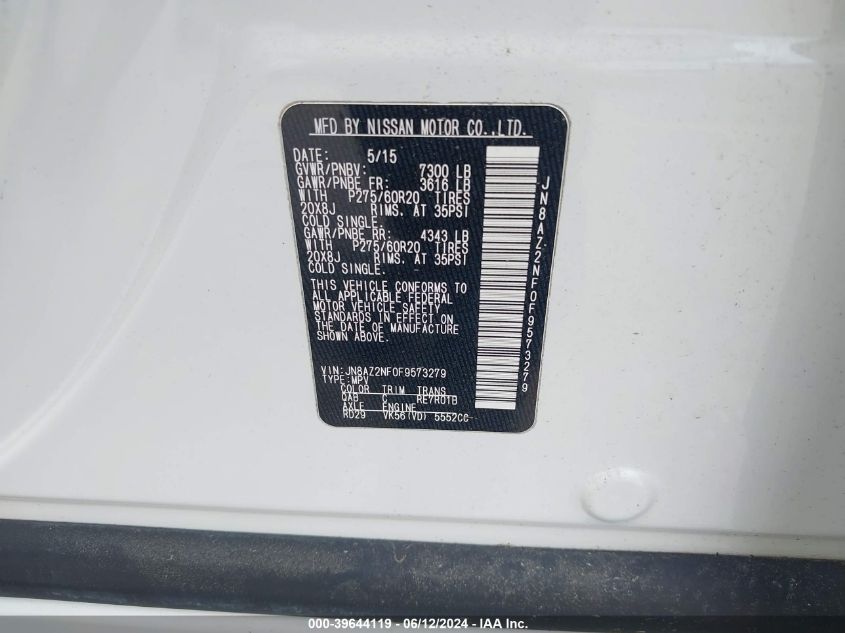 MFD BY NISSAN MOTOR CO.,LTD.
DATE: 5/15
GVWR/PNBV: 7300 LB
GAWR/PNBE FR: 3616 LB
WITH P275/60R20 TIRES
20X8J RIMS. AT 35PSI
COLD SINGLE.
GAWR/PNBE RR: 4343 LB
WITH P275/60R20 TIRES
20X8J RIMS. AT 35PSI
COLD SINGLE.
THIS VEHICLE CONFORMS TO
ALL APPLICABLE FEDERAL
MOTOR VEHICLE SAFETY
STANDARDS IN EFFECT ON
THE DATE OF MANUFACTURE
SHOWN ABOVE.
VIN:JN8AZ2NF0F9573279
TYPE:MPV
COLOR TRIM TRANS
QAB C RE7R01B
AXLE ENGINE
RD29 VK56(VD) 5552CC
JN8AZ2NF0F9573279
000-39644119 - 06/12/2024 - IAA Inc.